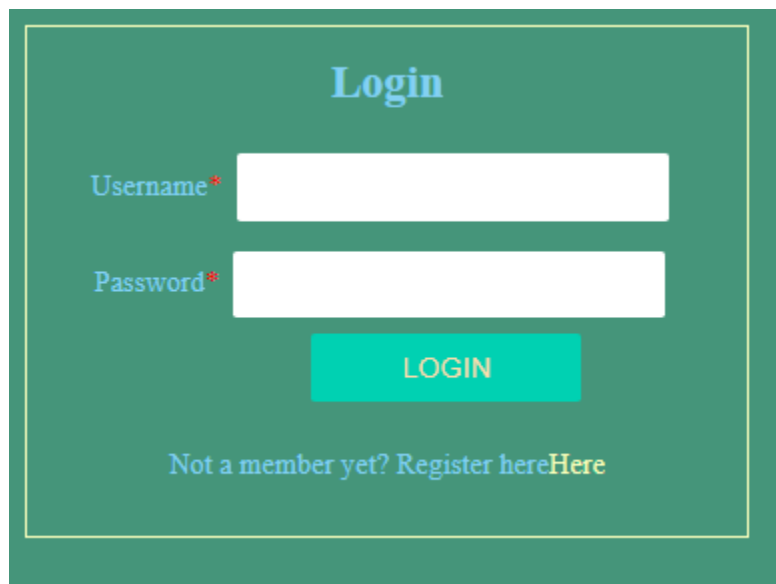 Login
Username*
Password*
LOGIN
Not a member yet? Register hereHere